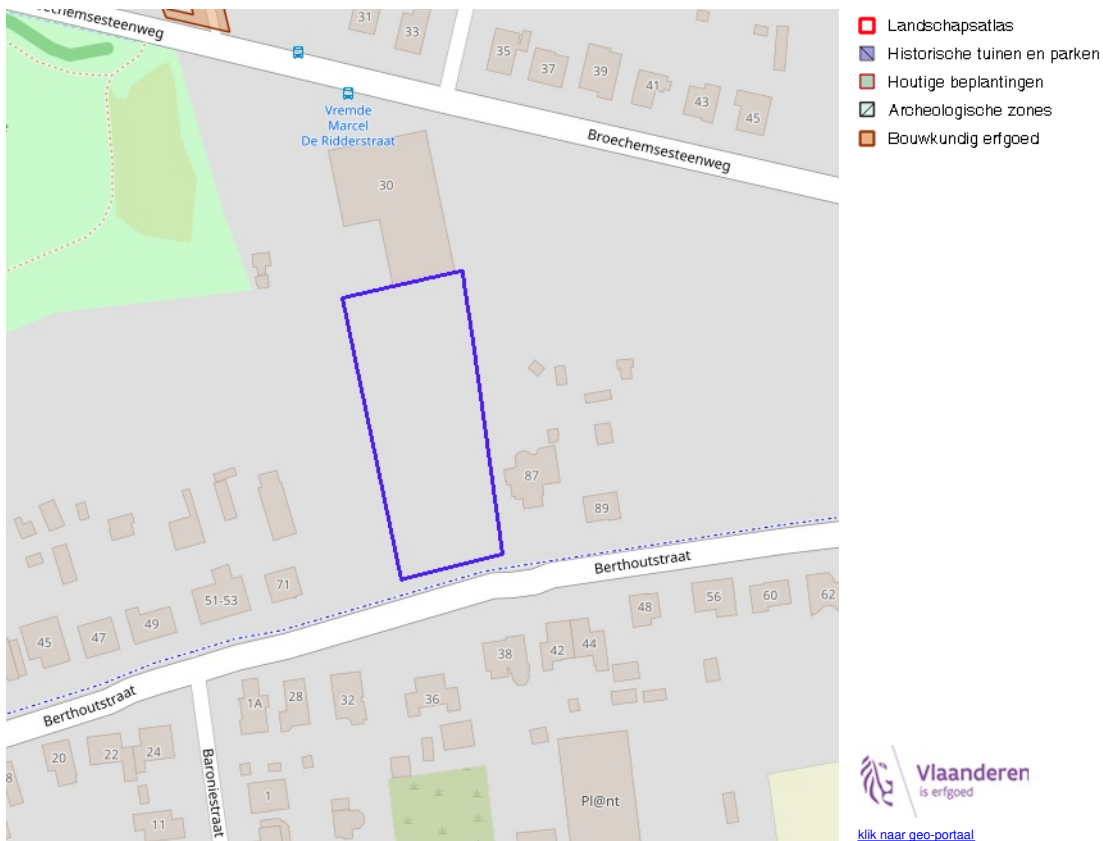 echemsesteenweg
31
33
35
37
39
41
43
45
Vremde
Marcel
De Ridderstraat
Broechemsesteenweg
30
87
89
Berthoutstraat
71
51-53
49
47
45
48
56
60
62
38
42
44
36
32
28
1A
Berthoutstraat
Baroniestraat
20
22
24
8
1
11
Pl@nt
Landschapsatlas
Historische tuinen en parken
Houtige beplantingen
Archeologische zones
Bouwkundig erfgoed
Vlaanderen
is erfgoed
klik naar geo-portaal